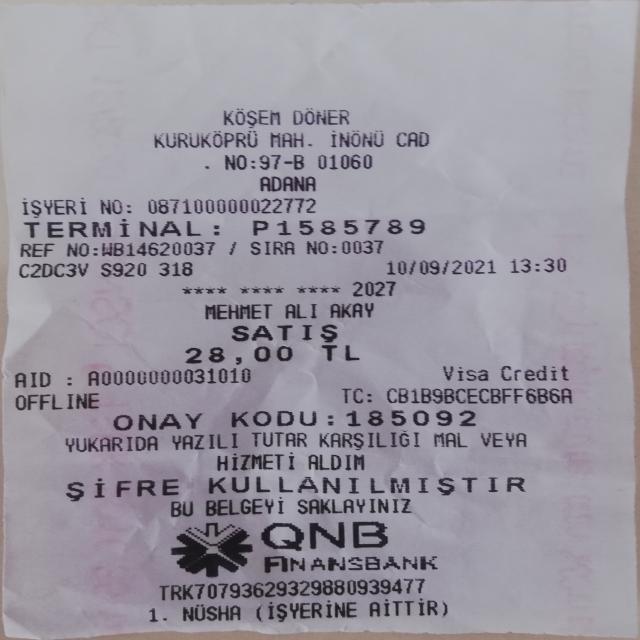 KÖŞEM DÖNER
KURUKÖPRÜ MAH. İNÖNÜ CAD
. NO:97-B 01060
ADANA
İŞYERİ NO: 087100000022772
TERMİNAL: P1585789
REF NO:WB14620037 / SIRA NO:0037
C2DC3V S920 318 10/09/2021 13:30
**** **** **** 2027
MEHMET ALI AKAY
SATIŞ
28,00 TL
AID : A0000000031010 Visa Credit
OFFLINE TC: CB1B9BCECBFF6B6A
ONAY KODU:185092
YUKARIDA YAZILI TUTAR KARŞILIĞI MAL VEYA
HİZMETİ ALDIM
ŞİFRE KULLANILMIŞTIR
BU BELGEYİ SAKLAYINIZ
QNB
FINANSBANK
TRK70793629329880939477
1. NÜSHA (İŞYERİNE AİTTİR)